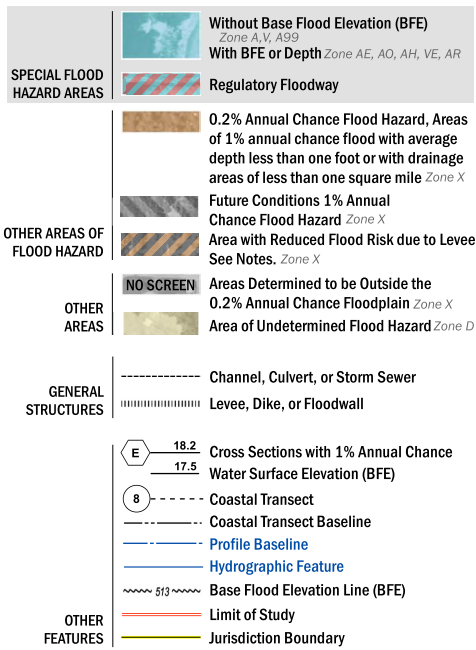 Without Base Flood Elevation (BFE)
Zone A,V, A99
With BFE or Depth Zone AE, AO, AH, VE, AR
SPECIAL FLOOD
HAZARD AREAS
Regulatory Floodway
0.2% Annual Chance Flood Hazard, Areas
of 1% annual chance flood with average
depth less than one foot or with drainage
areas of less than one square mile Zone X
Future Conditions 1% Annual
Chance Flood Hazard Zone X
OTHER AREAS OF
FLOOD HAZARD
Area with Reduced Flood Risk due to Levee
See Notes. Zone X
NO SCREEN
Areas Determined to be Outside the
0.2% Annual Chance Floodplain Zone X
OTHER
AREAS
Area of Undetermined Flood Hazard Zone D
GENERAL
STRUCTURES
Channel, Culvert, or Storm Sewer
Levee, Dike, or Floodwall
E 18.2 Cross Sections with 1% Annual Chance
17.5 Water Surface Elevation (BFE)
8 Coastal Transect
Coastal Transect Baseline
Profile Baseline
Hydrographic Feature
513 Base Flood Elevation Line (BFE)
Limit of Study
Jurisdiction Boundary
OTHER
FEATURES